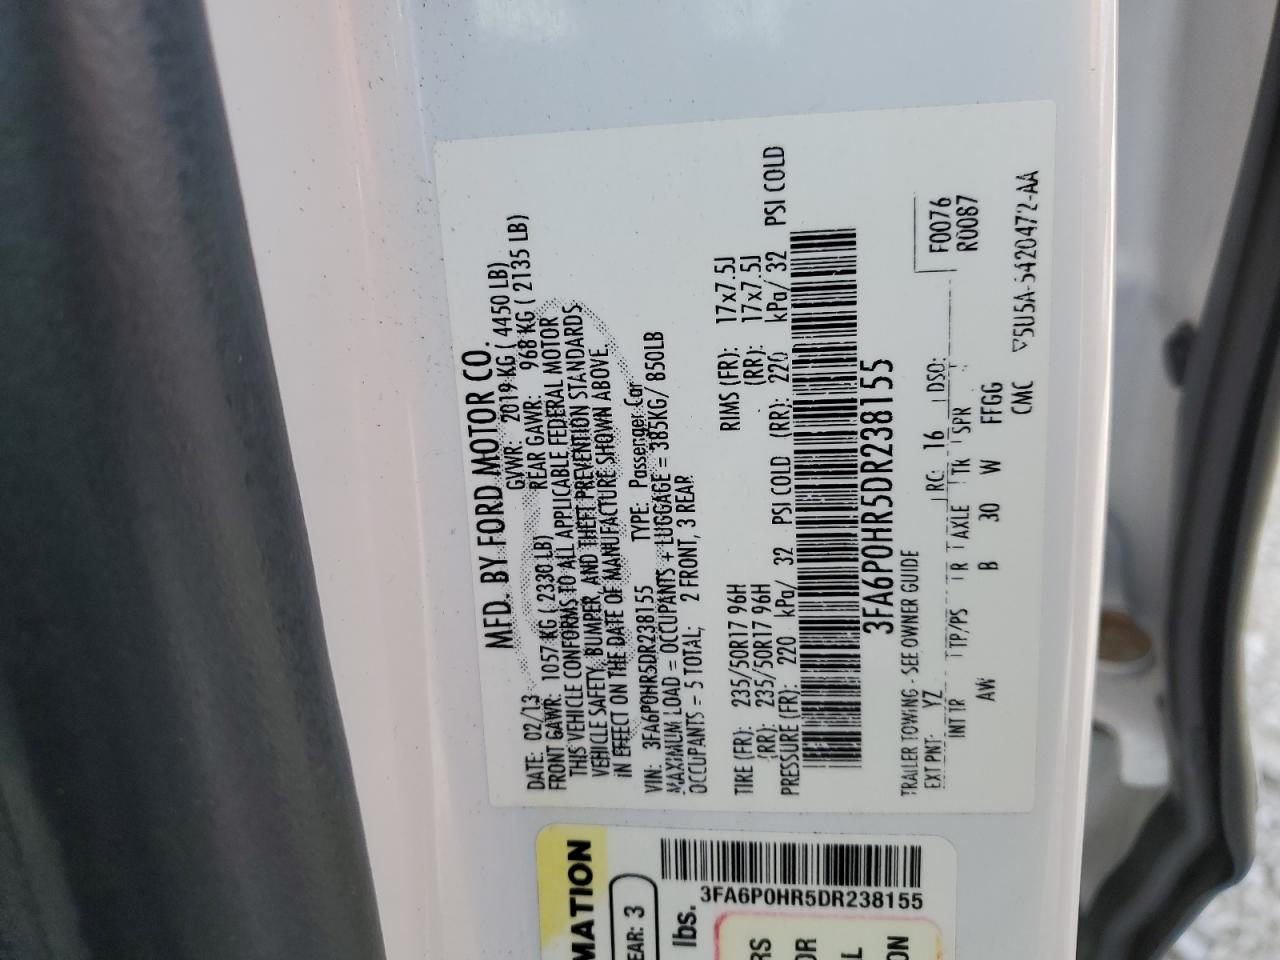 MFD. BY FORD MOTOR CO.
DATE: 02/13 GVWR: 2019 KG ( 4450 LB)
FRONT GAWR: 1057 KG ( 2330 LB) REAR GAWR: 968 KG ( 2135 LB)
THIS VEHICLE CONFORMS TO ALL APPLICABLE FEDERAL MOTOR
VEHICLE SAFETY, BUMPER, AND THEFT PREVENTION STANDARDS
IN EFFECT ON THE DATE OF MANUFACTURE SHOWN ABOVE.
VIN: 3FA6P0HR5DR238155 TYPE: Passenger Car
MAXIMUM LOAD = OCCUPANTS + LUGGAGE = 385KG/ 850LB
OCCUPANTS = 5 TOTAL; 2 FRONT, 3 REAR
TIRE (FR): 235/50R17 96H RIMS (FR): 17x7.5J
(RR): 235/50R17 96H (RR): 17x7.5J
PRESSURE (FR): 220 kPa/ 32 PSI COLD (RR): 220 kPa/ 32 PSI COLD
3FA6P0HR5DR238155
TRAILER TOWING - SEE OWNER GUIDE
F0076
EXT PNT: YZ RC: 16 DSO: R0087
INT TR TP/PS R AXLE TK SPR
AW B 30 W FFGG
CMC
MATION
EAR: 3
lbs.
3FA6P0HR5DR238155
RS
OR
L
ON